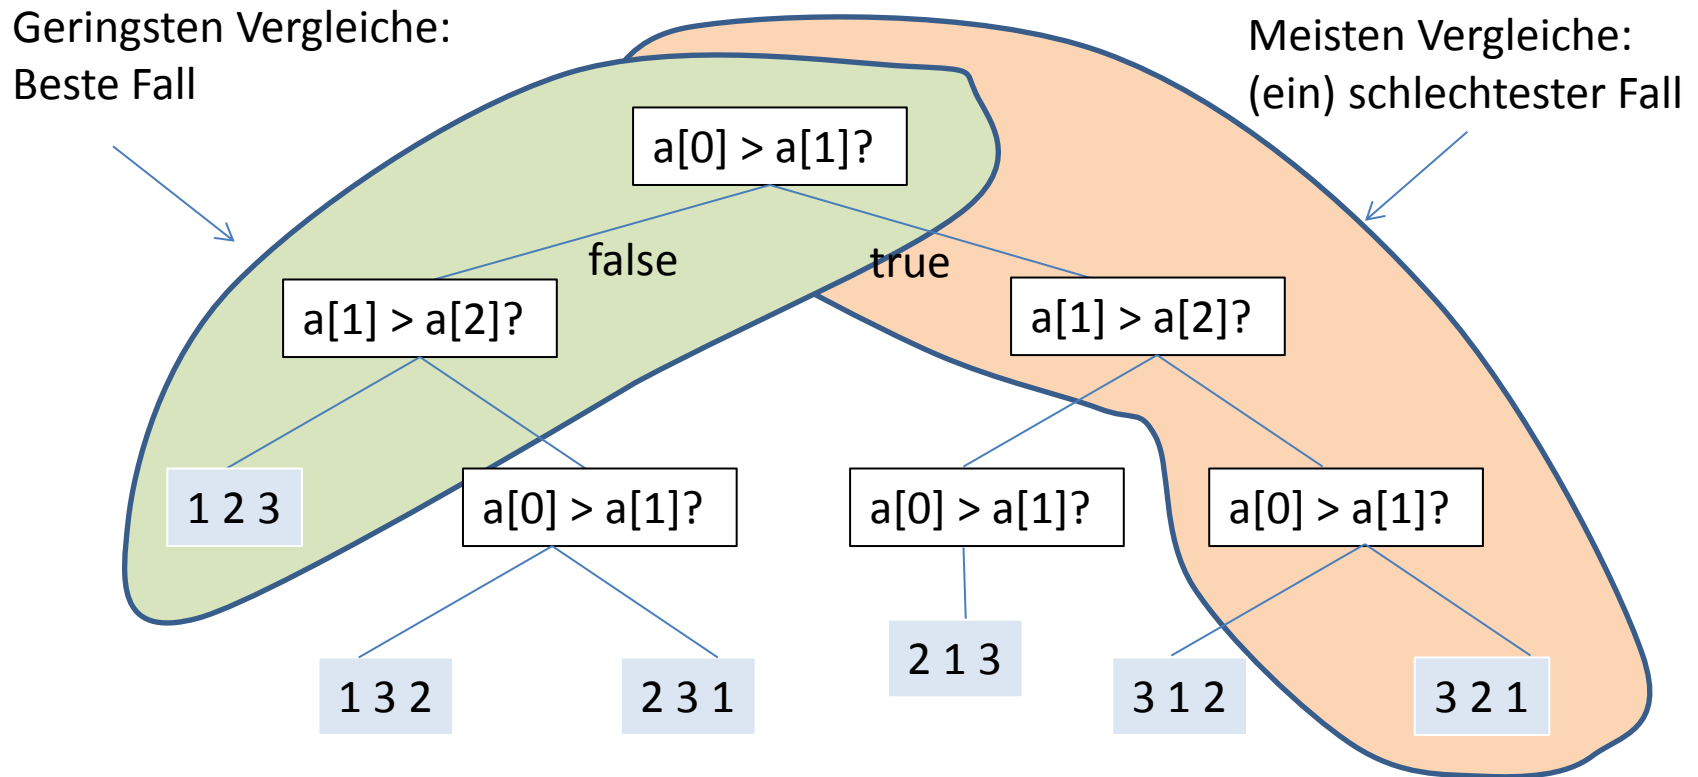 Geringsten Vergleiche:
Beste Fall
Meisten Vergleiche:
(ein) schlechtester Fall
a[0] > a[1]?
false
true
a[1] > a[2]?
a[1] > a[2]?
1 2 3
a[0] > a[1]?
a[0] > a[1]?
a[0] > a[1]?
1 3 2
2 3 1
2 1 3
3 1 2
3 2 1